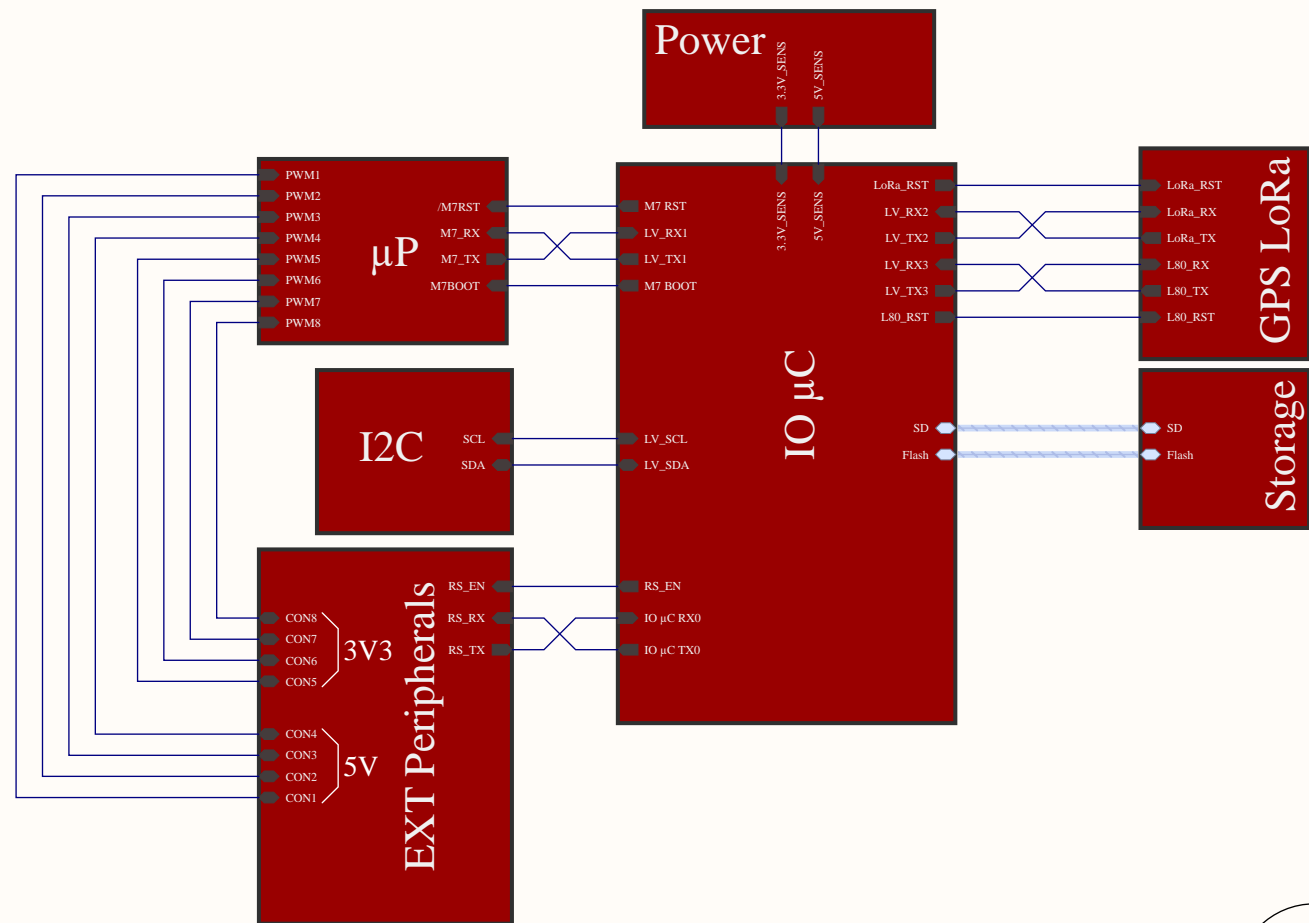 Power
3.3V_SENS
5V_SENS
PWM1
PWM2
PWM3
PWM4
PWM5
PWM6
PWM7
PWM8
µP
/M7RST
M7_RX
M7_TX
M7BOOT
I2C
SCL
SDA
EXT Peripherals
RS_EN
RS_RX
RS_TX
CON8
CON7
CON6
CON5
3V3
CON4
CON3
CON2
CON1
5V
IO µC
3.3V_SENS
5V_SENS
M7 RST
LV_RX1
LV_TX1
M7 BOOT
LV_SCL
LV_SDA
RS_EN
IO µC RX0
IO µC TX0
LoRa_RST
LV_RX2
LV_TX2
LV_RX3
LV_TX3
L80_RST
SD
Flash
GPS LoRa
LoRa_RST
LoRa_RX
LoRa_TX
L80_RX
L80_TX
L80_RST
Storage
SD
Flash